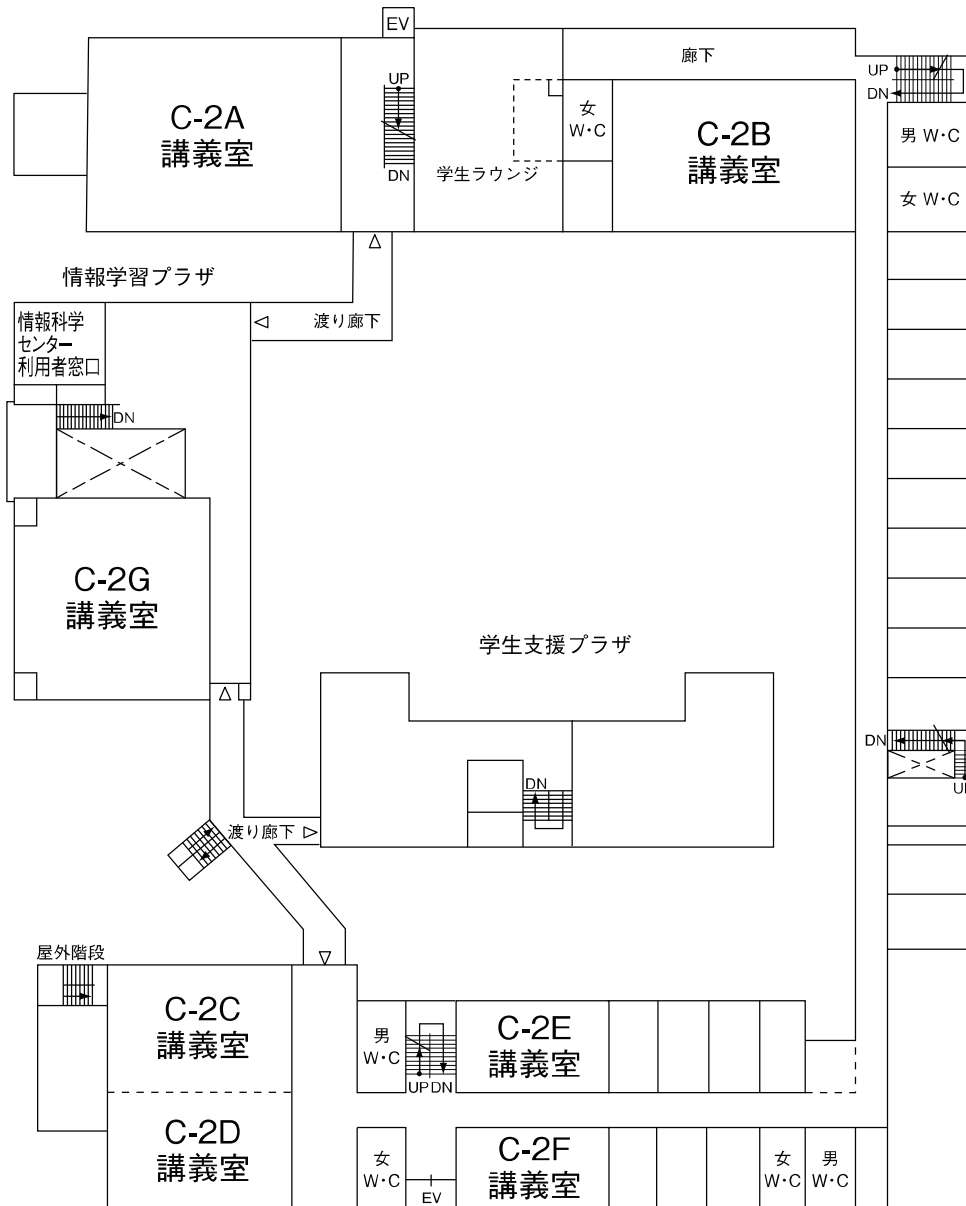 EV
廊下
UP
UP
DN
C-2A
講義室
女
W・C
C-2B
講義室
男 W・C
DN
学生ラウンジ
女 W・C
情報学習プラザ
情報科学
センター
利用者窓口
渡り廊下
DN
C-2G
講義室
学生支援プラザ
DN
UP
DN
渡り廊下
屋外階段
C-2C
講義室
男
W・C
UP DN
C-2E
講義室
C-2D
講義室
女
W・C
EV
C-2F
講義室
女
W・C
男
W・C